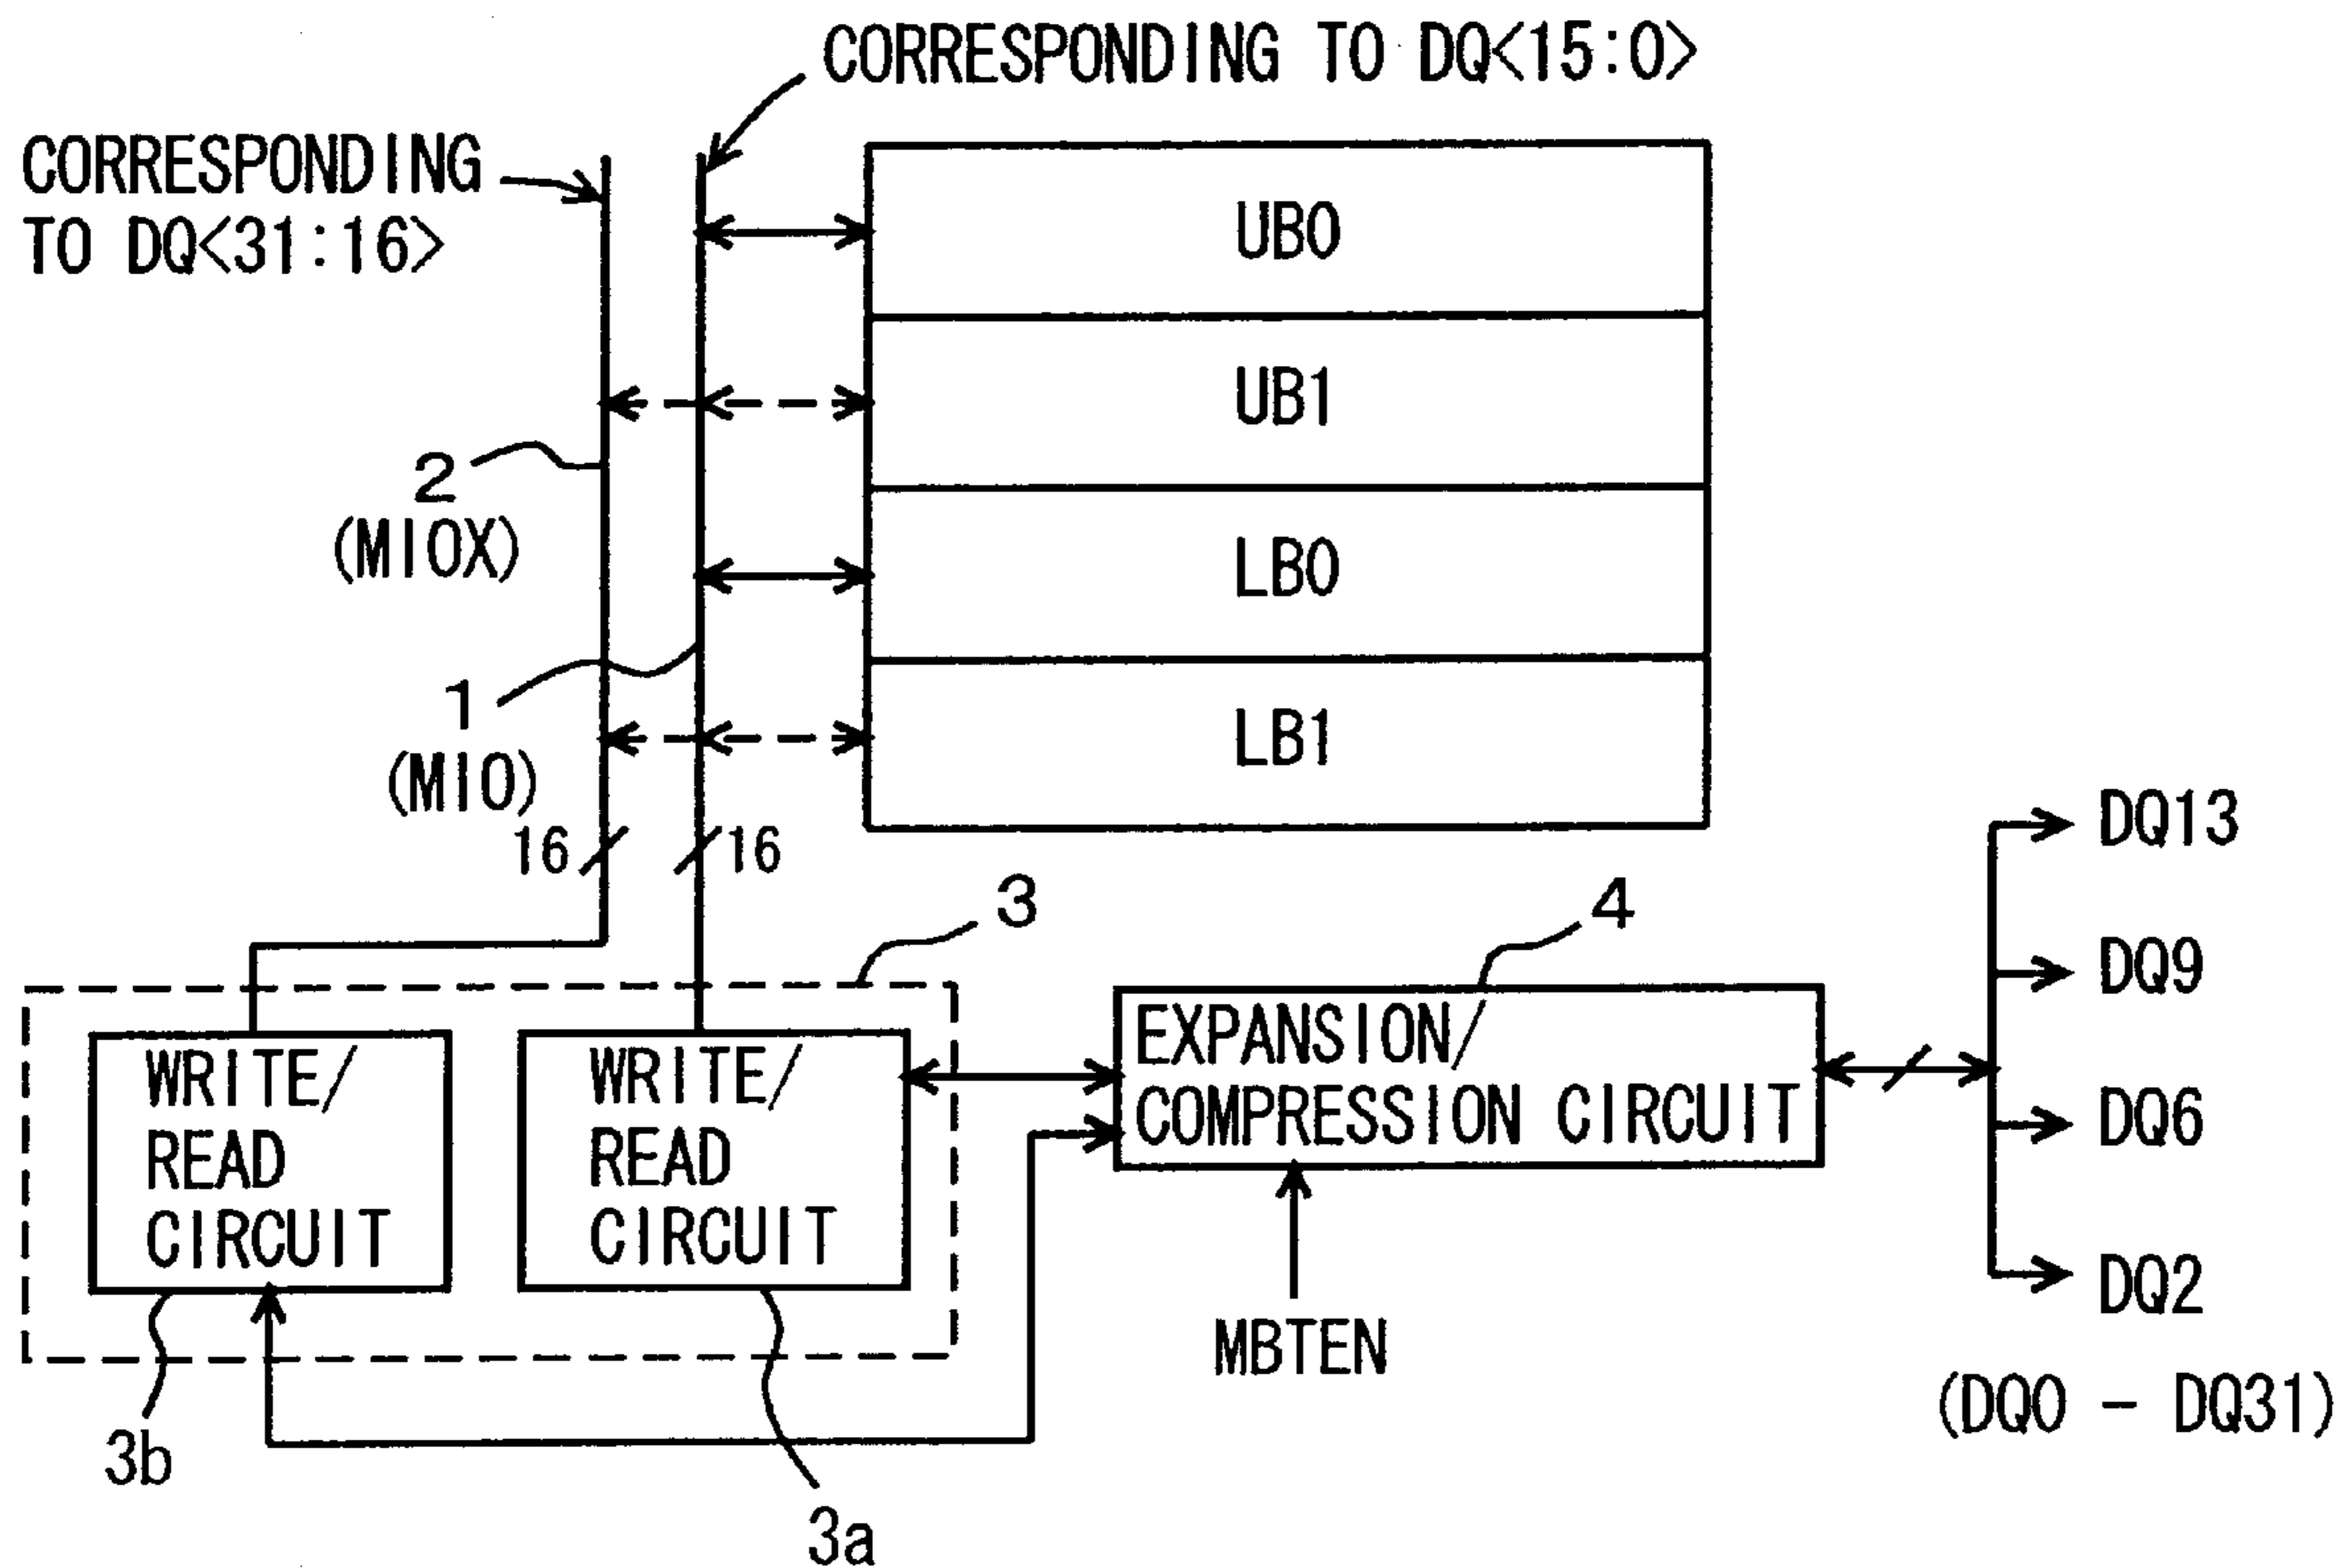 CORRESPONDING TO DQ<15:0>
CORRESPONDING
TO DQ<31:16>
UB0
UB1
2
(MIOX)
LB0
1
(MIO)
LB1
16
16
DQ13
3
4
DQ9
EXPANSION/
COMPRESSION CIRCUIT
WRITE/
READ
CIRCUIT
WRITE/
READ
CIRCUIT
DQ6
DQ2
MBTEN
(DQ0 - DQ31)
3b
3a